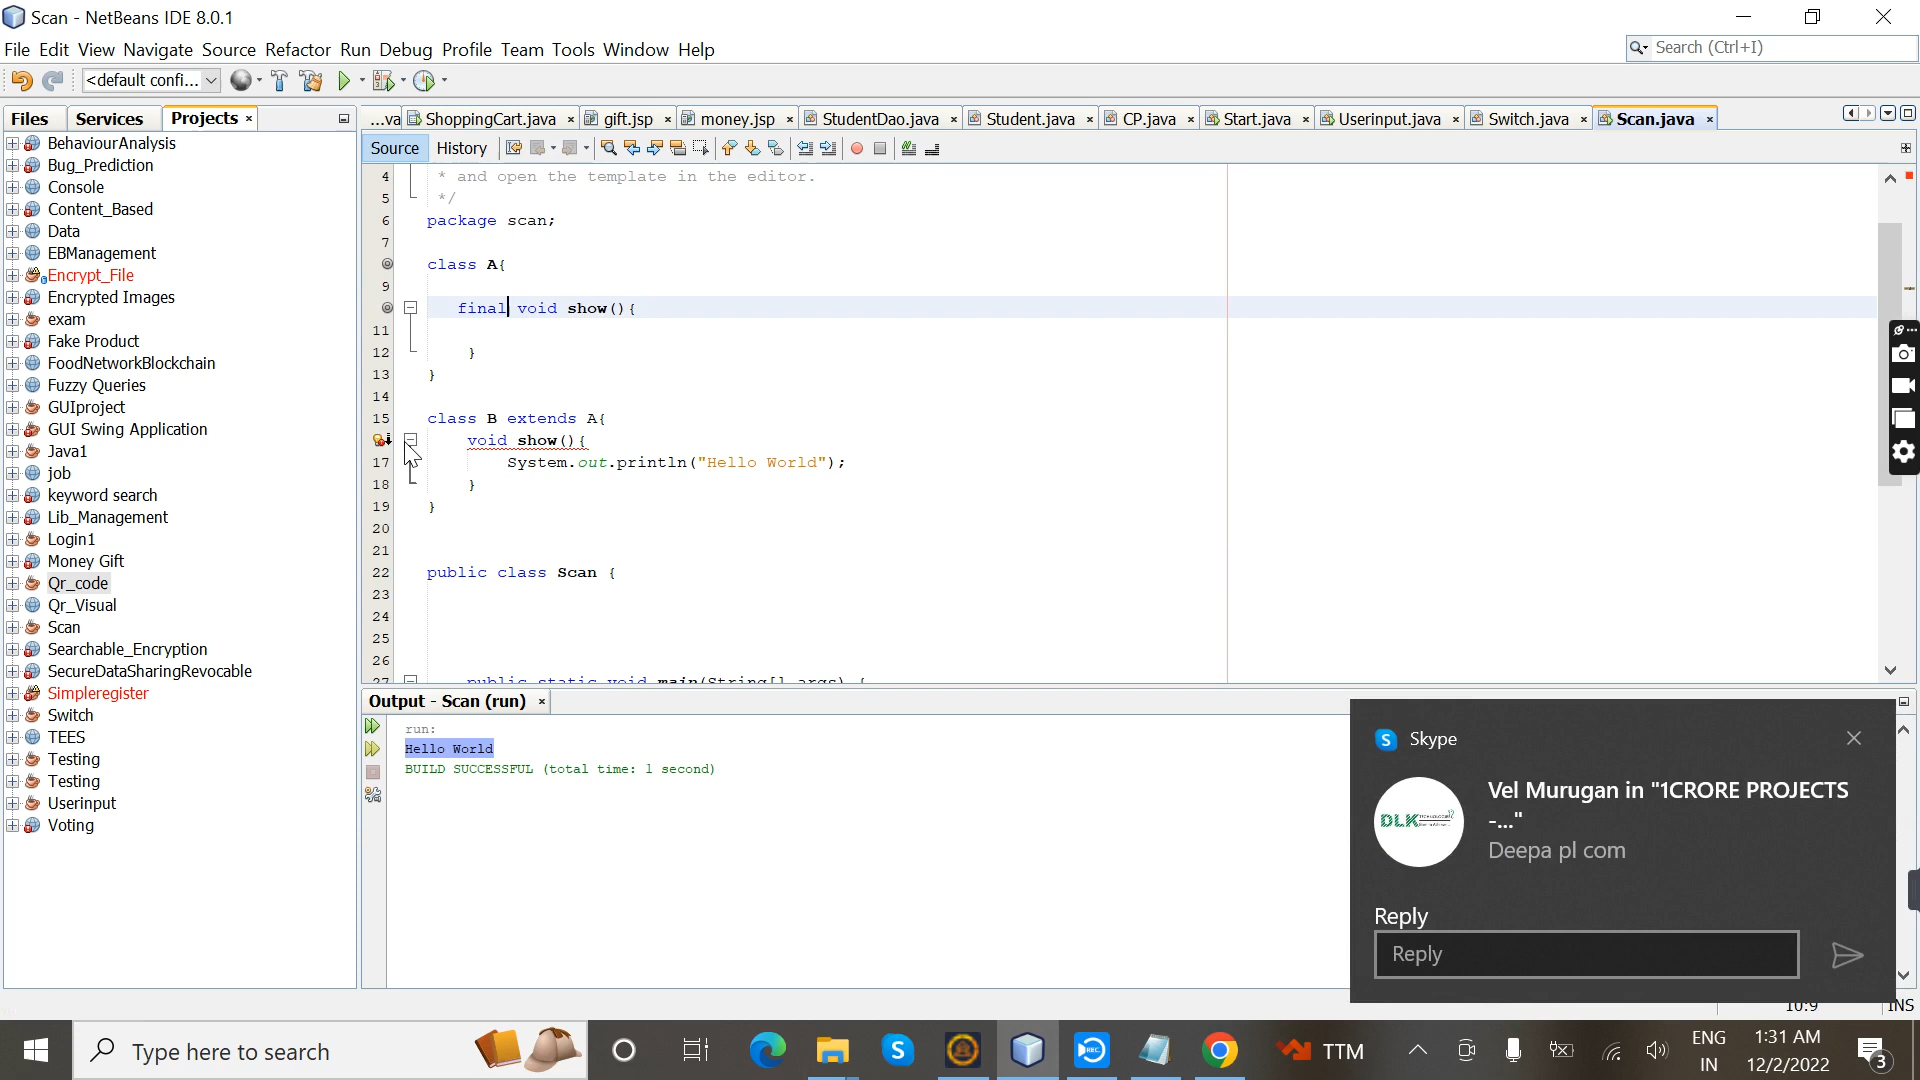 Scan - NetBeans IDE 8.0.1
File Edit View Navigate Source Refactor Run Debug Profile Team Tools Window Help
Search (Ctrl+I)
<default confi...
Files Services Projects
...va ShoppingCart.java gift.jsp money.jsp StudentDao.java Student.java CP.java Start.java Userinput.java Switch.java Scan.java
Source History
BehaviourAnalysis
Bug_Prediction
Console
Content_Based
Data
EBManagement
Encrypt_File
Encrypted Images
exam
Fake Product
FoodNetworkBlockchain
Fuzzy Queries
GUIproject
GUI Swing Application
Java1
job
keyword search
Lib_Management
Login1
Money Gift
Qr_code
Qr_Visual
Scan
Searchable_Encryption
SecureDataSharingRevocable
Simpleregister
Switch
TEES
Testing
Testing
Userinput
Voting
4 * and open the template in the editor.
5 */
6 package scan;
7
class A{
9
final void show(){
11
12 }
13 }
14
15 class B extends A{
void show(){
17 System.out.println("Hello World");
18 }
19 }
20
21
22 public class Scan {
23
24
25
26
27 public static void main(String[] args) {
Output - Scan (run)
run:
Hello World
BUILD SUCCESSFUL (total time: 1 second)
Skype
Vel Murugan in "1CRORE PROJECTS
-..."
Deepa pl com
DLK
Reply
Reply
10:9 INS
Type here to search
REC
TTM
ENG
IN
1:31 AM
12/2/2022
3